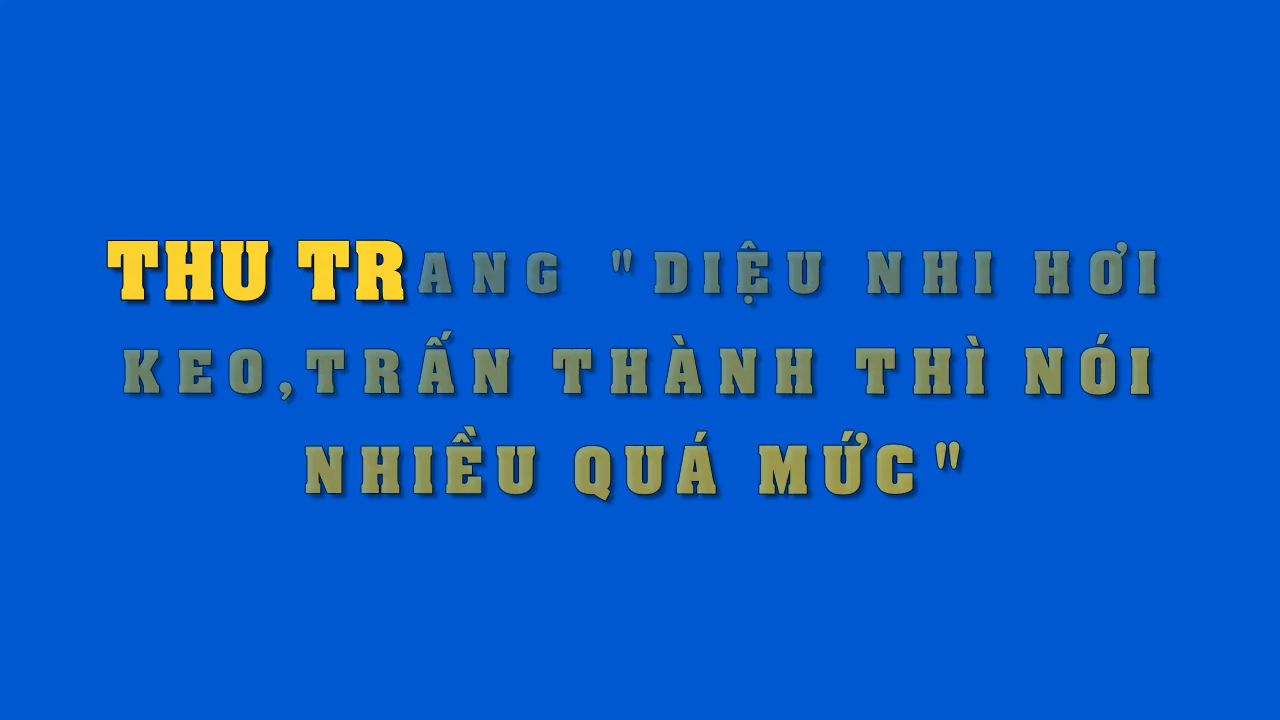 THU TRANG "DIỆU NHI HƠI
KEO,TRẤN THÀNH THÌ NÓI
NHIỀU QUÁ MỨC"